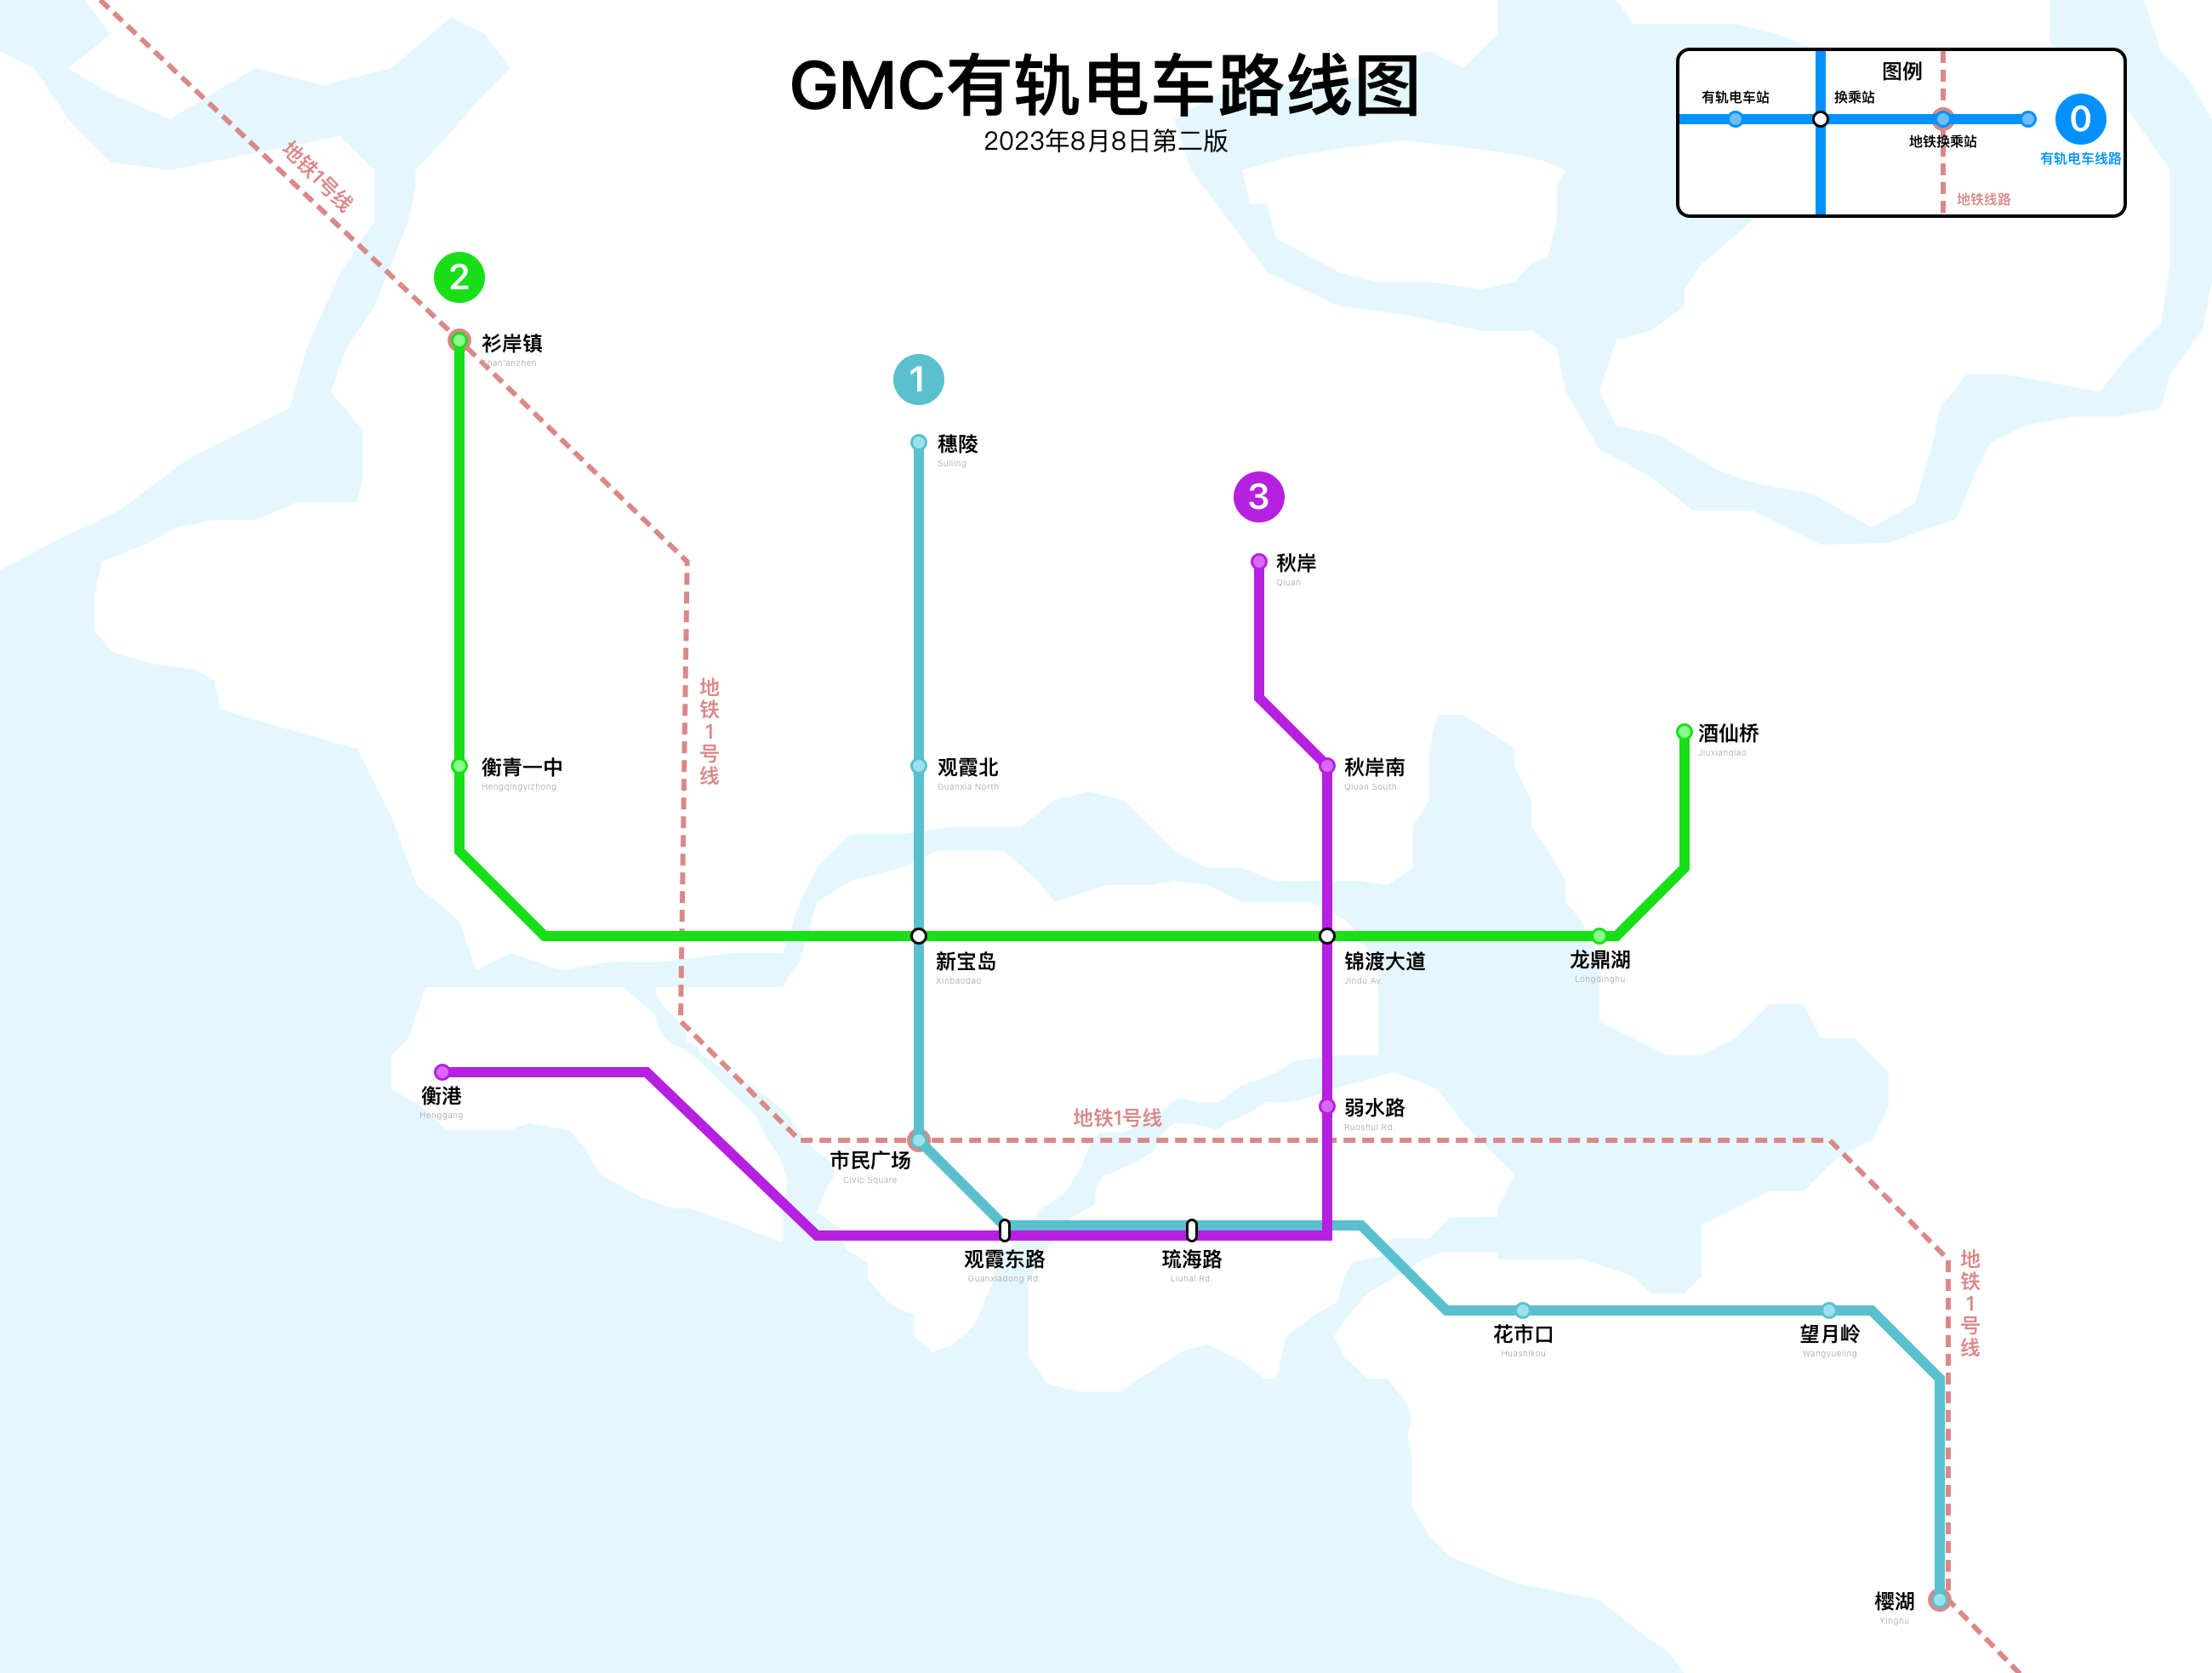 GMC有轨电车路线图
2023年8月8日第二版
图例
有轨电车站
换乘站
地铁换乘站
0
有轨电车线路
地铁线路
地铁1号线
2
衫岸镇
Shan'anzhen
1
穗陵
Suiling
3
秋岸
Qiuan
地铁1号线
衡青一中
Hengqingyizhong
观霞北
Guanxia North
秋岸南
Qiuan South
酒仙桥
Jiuxianqiao
新宝岛
Xinbaodao
锦渡大道
Jindu Av.
龙鼎湖
Longdinghu
衡港
Henggang
地铁1号线
弱水路
Ruoshui Rd.
市民广场
Civic Square
观霞东路
Guanxiadong Rd.
琉海路
Liuhai Rd.
地铁1号线
花市口
Huashikou
望月岭
Wangyueling
樱湖
Yinghu